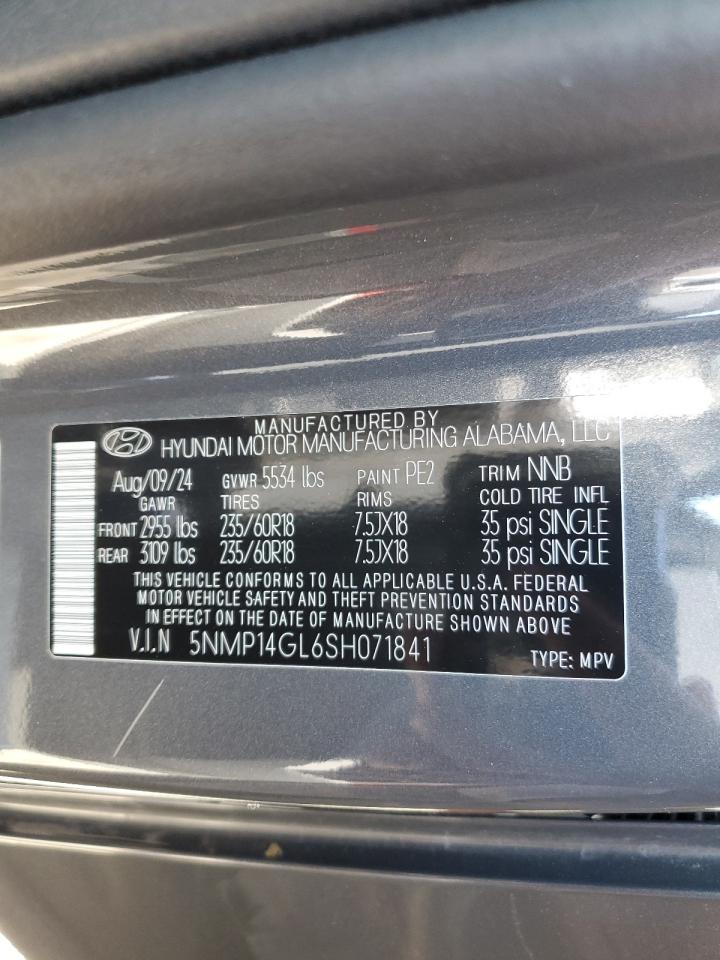 MANUFACTURED BY
HYUNDAI MOTOR MANUFACTURING ALABAMA, LLC
Aug/09/24 GVWR 5534 lbs PAINT PE2 TRIM NNB
GAWR TIRES RIMS COLD TIRE INFL
FRONT 2955 lbs 235/60R18 7.5JX18 35 psi SINGLE
REAR 3109 lbs 235/60R18 7.5JX18 35 psi SINGLE
THIS VEHICLE CONFORMS TO ALL APPLICABLE U.S.A. FEDERAL
MOTOR VEHICLE SAFETY AND THEFT PREVENTION STANDARDS
IN EFFECT ON THE DATE OF MANUFACTURE SHOWN ABOVE
V.I.N 5NMP14GL6SH071841
TYPE: MPV